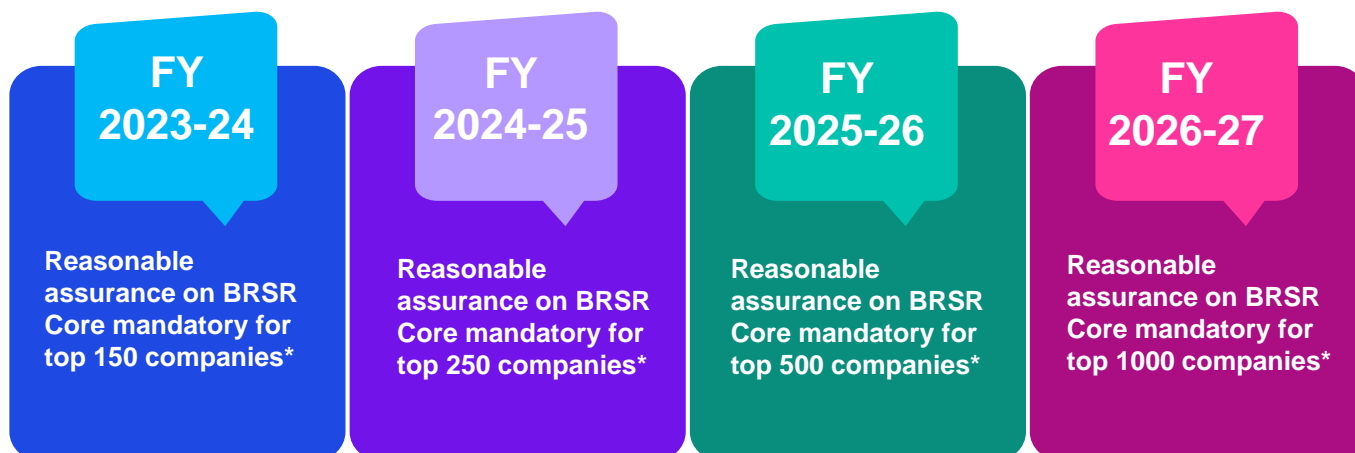 FY
2023-24
Reasonable
assurance on BRSR
Core mandatory for
top 150 companies*
FY
2024-25
Reasonable
assurance on BRSR
Core mandatory for
top 250 companies*
FY
2025-26
Reasonable
assurance on BRSR
Core mandatory for
top 500 companies*
FY
2026-27
Reasonable
assurance on BRSR
Core mandatory for
top 1000 companies*